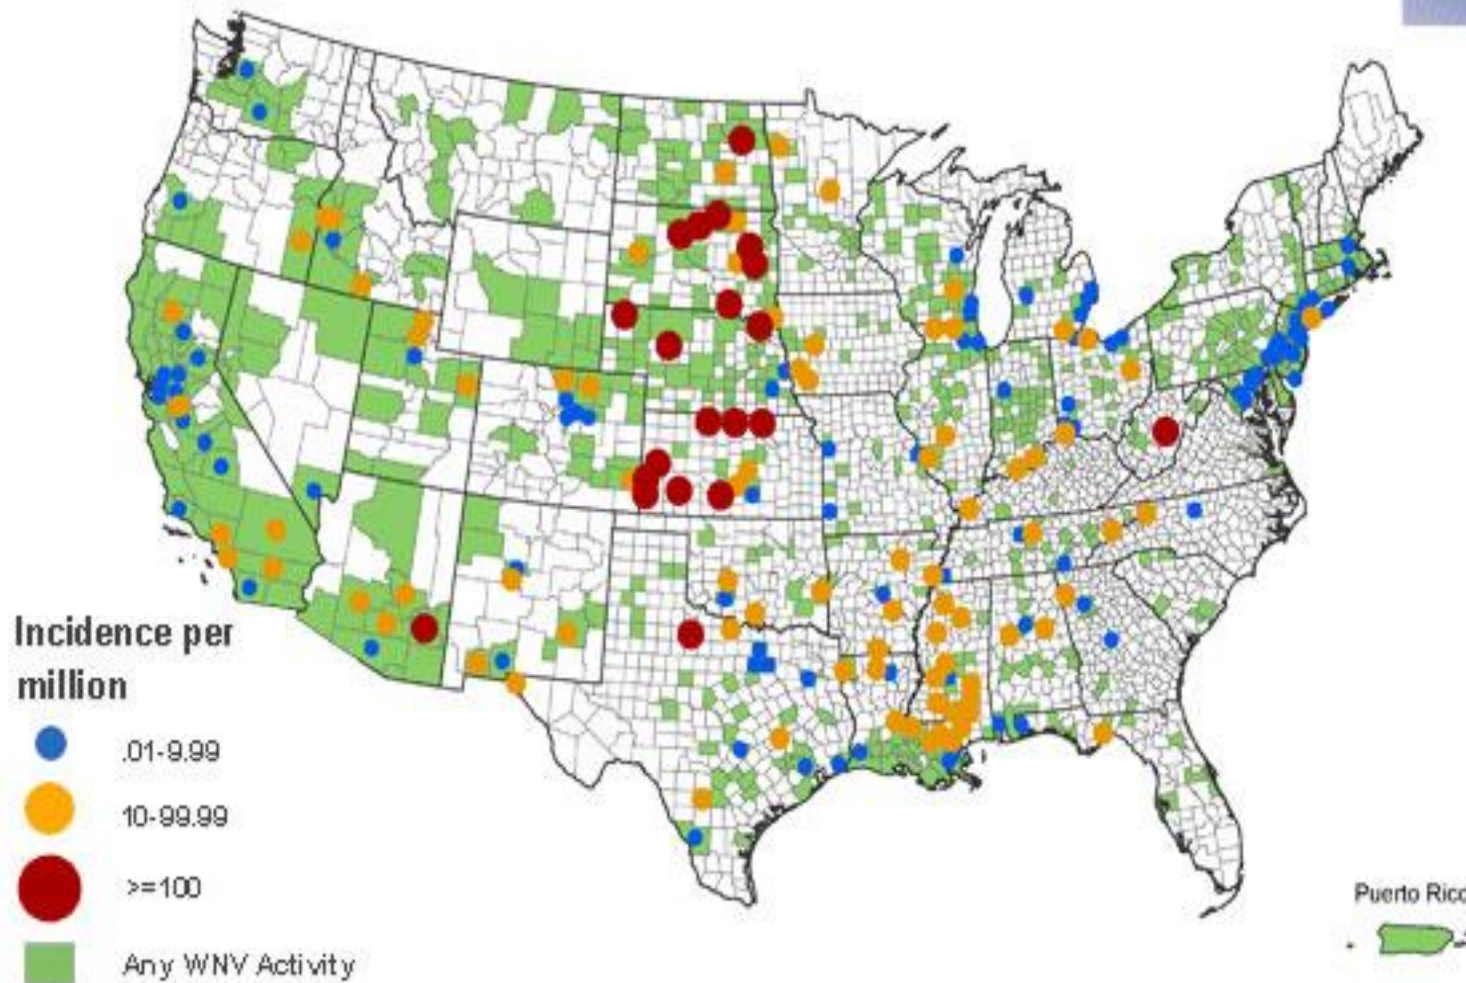 Incidence per
million
.01-9.99
10-99.99
>=100
Any WNV Activity
Puerto Rico